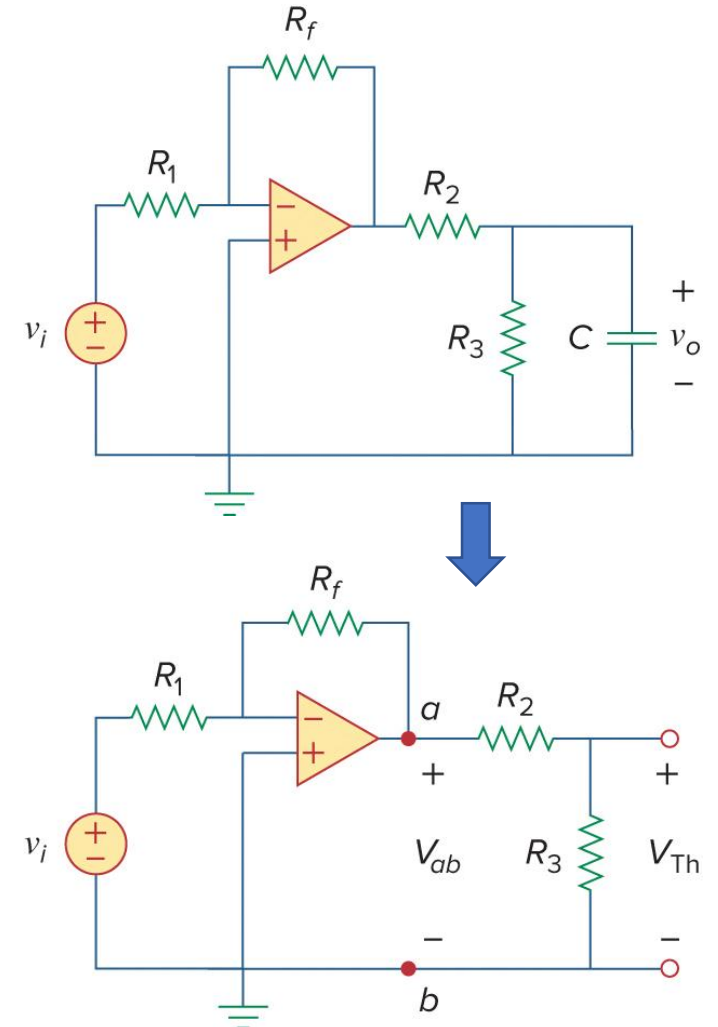 R_f
R_1
−
+
R_2
v_i
+
−
R_3
C
+
v_o
−
R_f
R_1
−
+
a
R_2
+
+
v_i
+
−
V_ab
R_3
V_Th
−
−
b